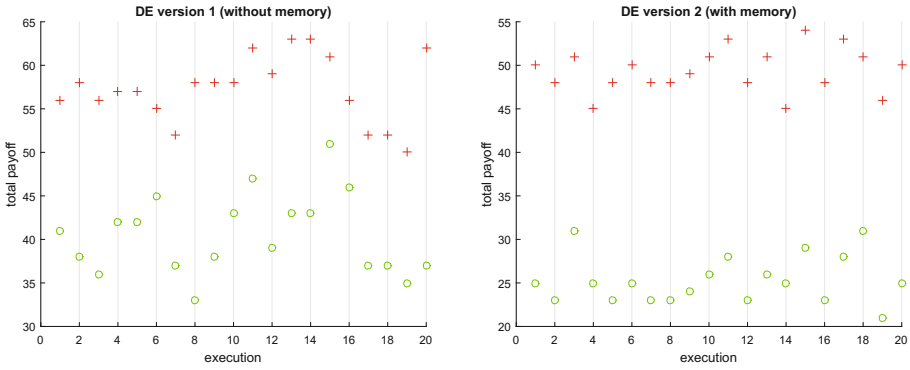 DE version 1 (without memory)
65
60
55
50
45
40
35
30
total payoff
0 2 4 6 8 10 12 14 16 18 20
execution
DE version 2 (with memory)
55
50
45
40
35
30
25
20
total payoff
0 2 4 6 8 10 12 14 16 18 20
execution